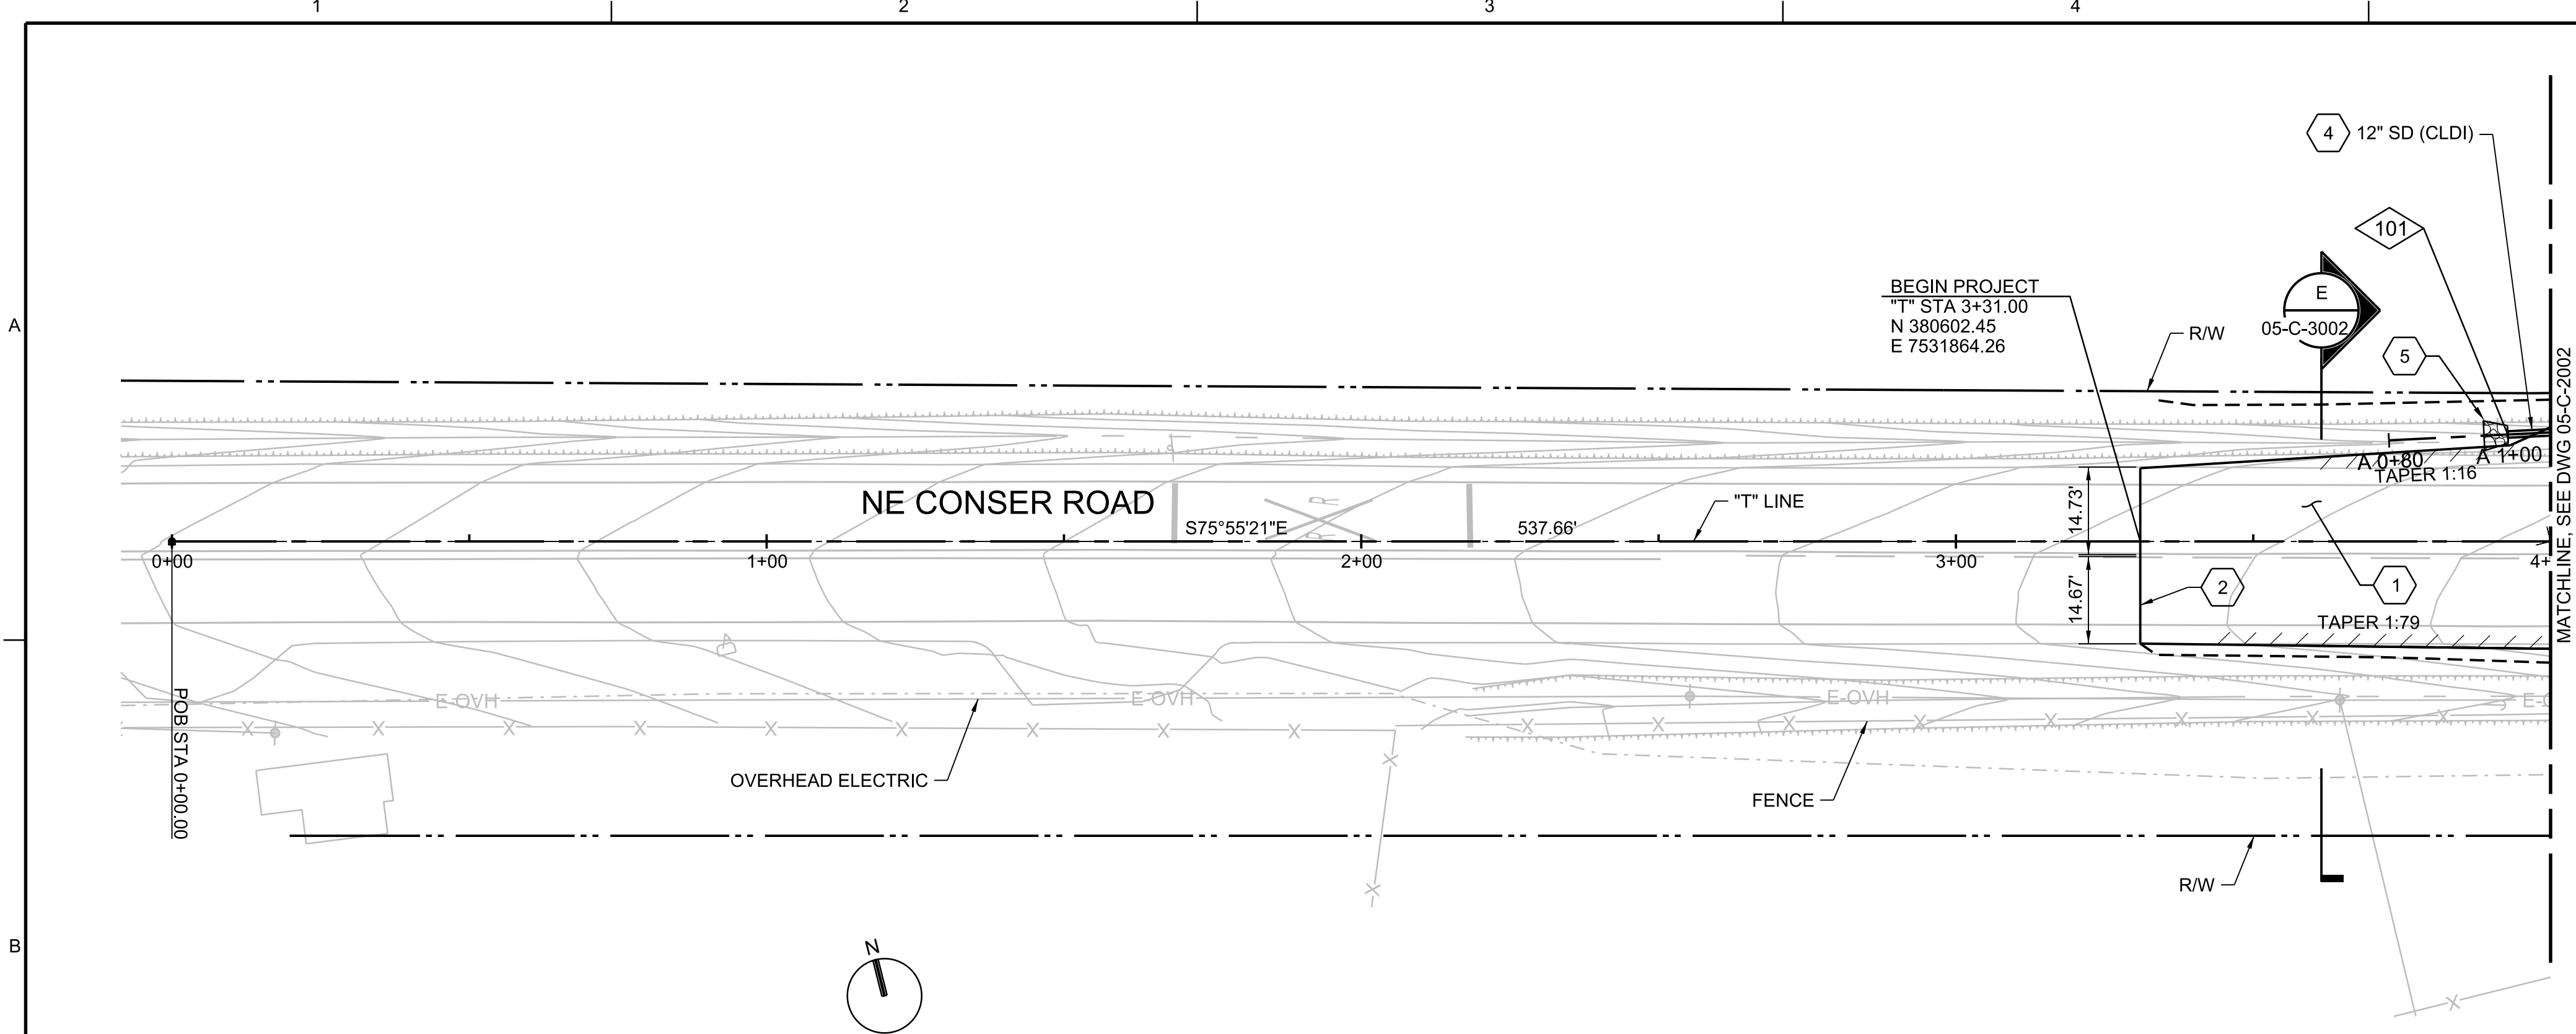 1
2
3
4
A
B
4
12" SD (CLDI)
101
E
05-C-3002
BEGIN PROJECT
"T" STA 3+31.00
N 380602.45
E 7531864.26
R/W
5
A 0+80
A 1+00
TAPER 1:16
NE CONSER ROAD
R
R
S75°55'21"E
537.66'
"T" LINE
14.73'
14.67'
0+00
1+00
2+00
3+00
4+
2
1
TAPER 1:79
MATCHLINE, SEE DWG 05-C-2002
POB STA 0+00.00
E-OVH
E-OVH
E-OVH
OVERHEAD ELECTRIC
FENCE
R/W
N